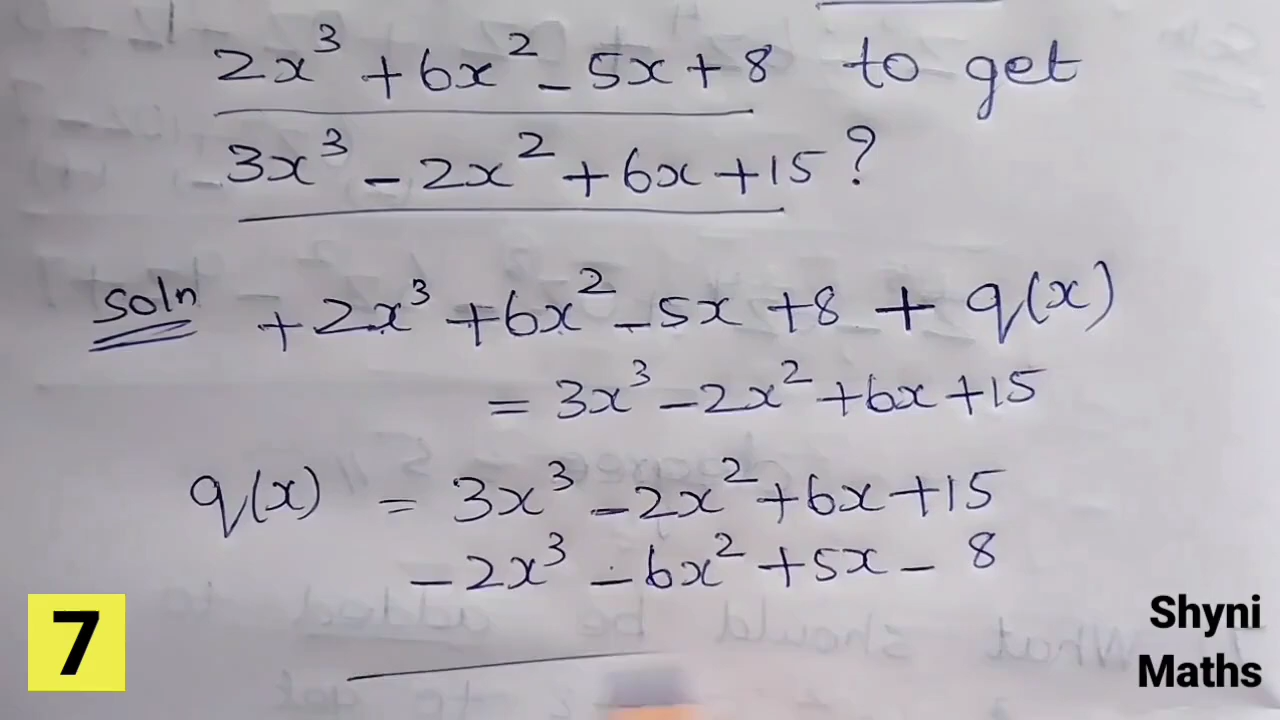 2x³ + 6x² - 5x + 8 to get
3x³ - 2x² + 6x + 15 ?
Soln +2x³ + 6x² - 5x + 8 + q(x)
= 3x³ - 2x² + 6x + 15
q(x) = 3x³ - 2x² + 6x + 15
- 2x³ - 6x² + 5x - 8
7
Shyni
Maths